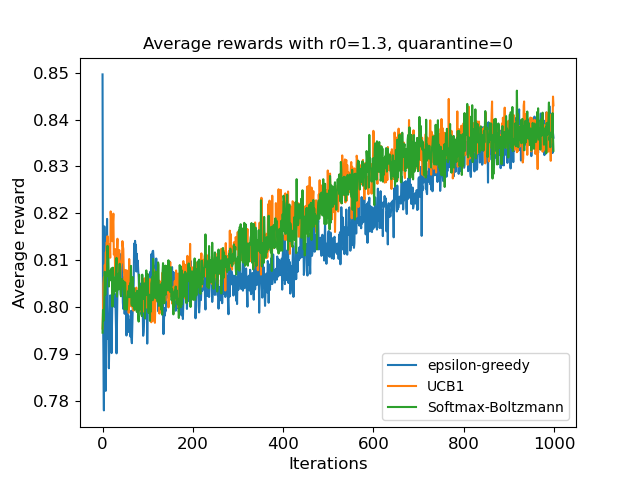 Average rewards with r0=1.3, quarantine=0
Average reward
0.85
0.84
0.83
0.82
0.81
0.80
0.79
0.78
epsilon-greedy
UCB1
Softmax-Boltzmann
0 200 400 600 800 1000
Iterations